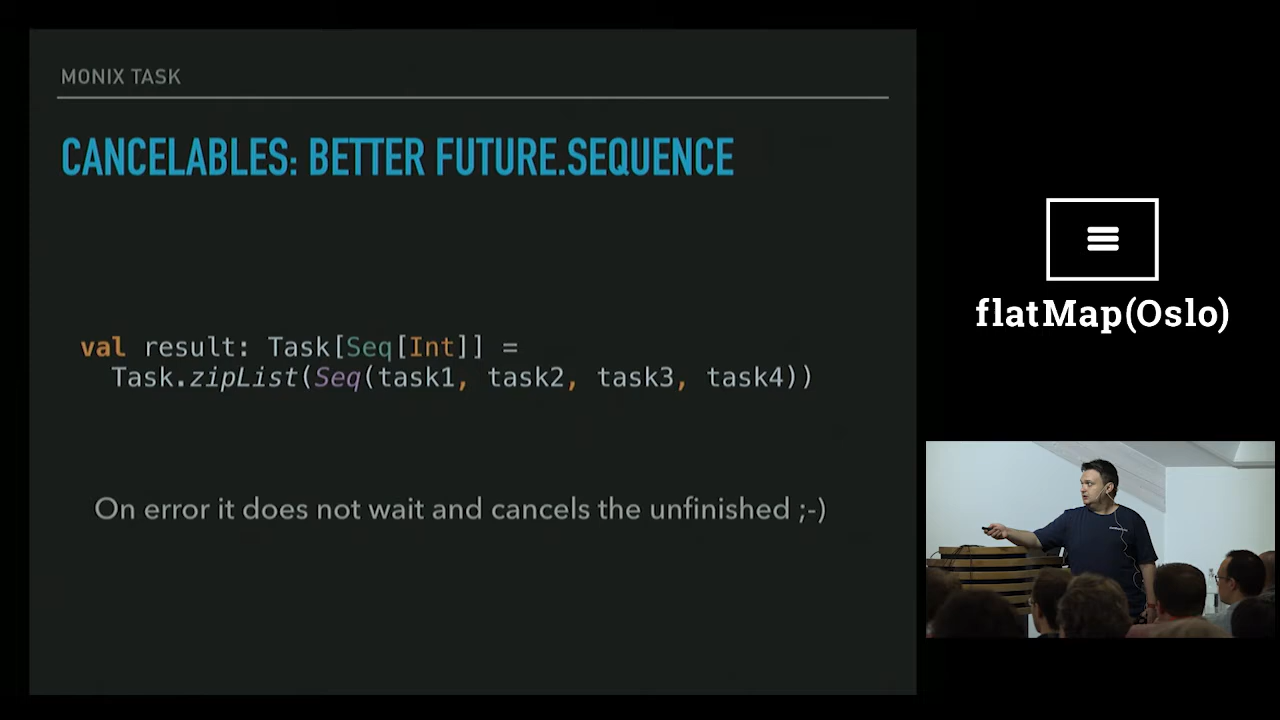 MONIX TASK
CANCELABLES: BETTER FUTURE.SEQUENCE
val result: Task[Seq[Int]] =
Task.zipList(Seq(task1, task2, task3, task4))
On error it does not wait and cancels the unfinished ;-)
flatMap(Oslo)